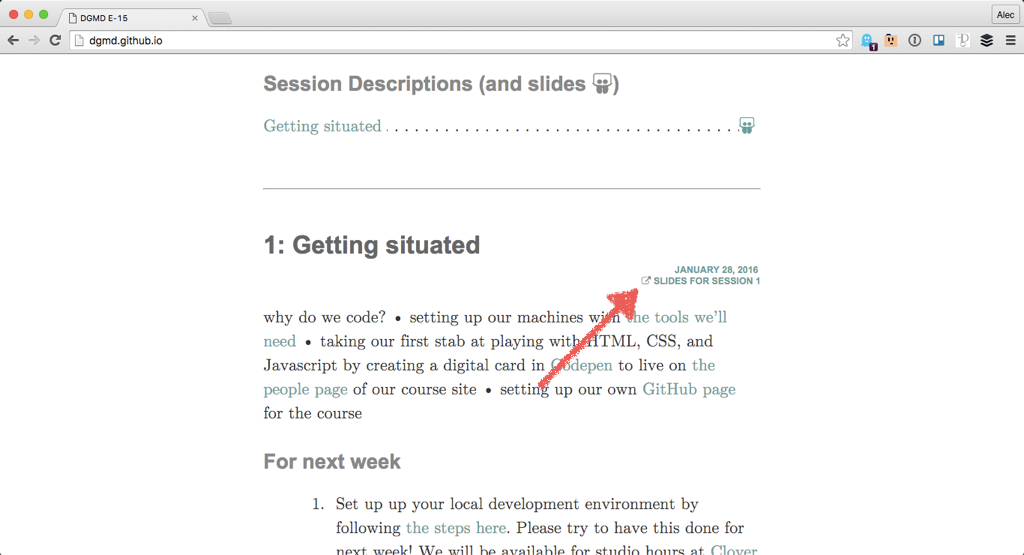 DGMD E-15
Alec
dgmd.github.io
1
Session Descriptions (and slides )
Getting situated . . . . . . . . . . . . . . . . . . . . . . . . . . . . . . . . . . . . .
1: Getting situated
JANUARY 28, 2016
SLIDES FOR SESSION 1
why do we code? • setting up our machines with the tools we'll
need • taking our first stab at playing with HTML, CSS, and
Javascript by creating a digital card in Codepen to live on the
people page of our course site • setting up our own GitHub page
for the course
For next week
1. Set up up your local development environment by
following the steps here. Please try to have this done for
next week! We will be available for studio hours at Clover